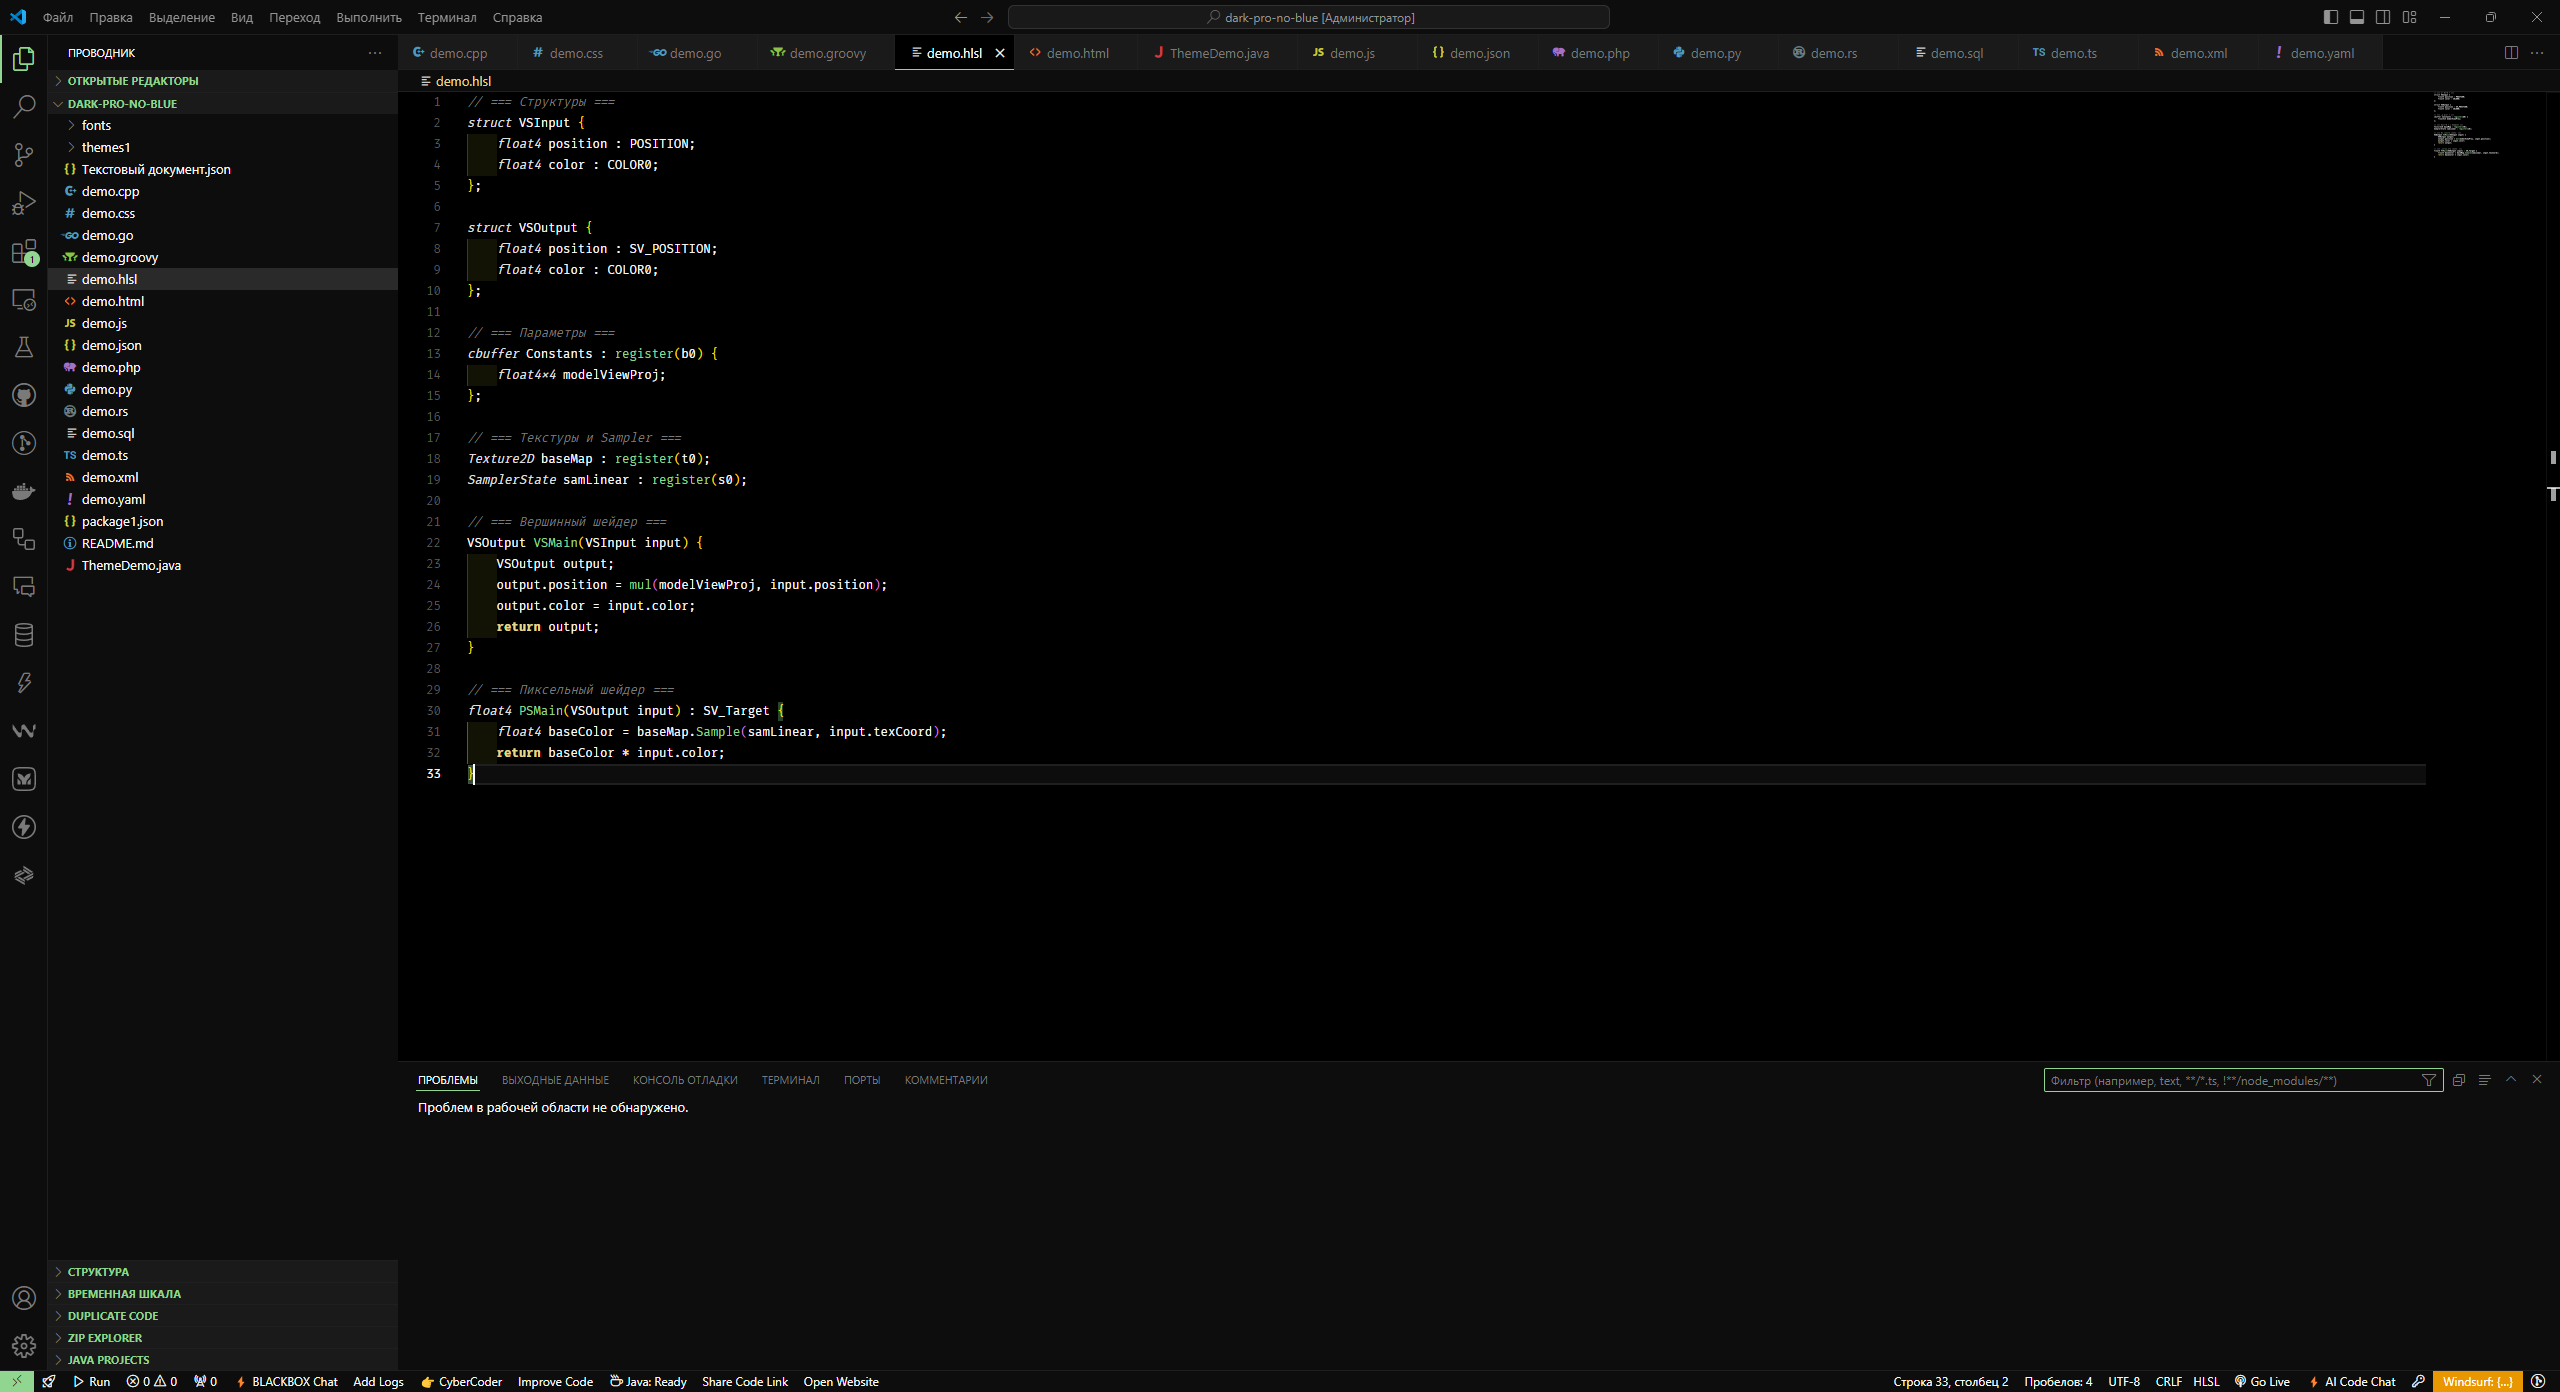 Файл Правка Выделение Вид Переход Выполнить Терминал Справка
dark-pro-no-blue [Администратор]
ПРОВОДНИК
demo.cpp demo.css demo.go demo.groovy demo.hlsl demo.html ThemeDemo.java demo.js demo.json demo.php demo.py demo.rs demo.sql demo.ts demo.xml demo.yaml
ОТКРЫТЫЕ РЕДАКТОРЫ
DARK-PRO-NO-BLUE
fonts
themes1
Текстовый документ.json
demo.cpp
demo.css
demo.go
demo.groovy
demo.hlsl
demo.html
demo.js
demo.json
demo.php
demo.py
demo.rs
demo.sql
demo.ts
demo.xml
demo.yaml
package1.json
README.md
ThemeDemo.java
СТРУКТУРА
ВРЕМЕННАЯ ШКАЛА
DUPLICATE CODE
ZIP EXPLORER
JAVA PROJECTS
demo.hlsl
1 // === Структуры ===
2 struct VSInput {
3 float4 position : POSITION;
4 float4 color : COLOR0;
5 };
6
7 struct VSOutput {
8 float4 position : SV_POSITION;
9 float4 color : COLOR0;
10 };
11
12 // === Параметры ===
13 cbuffer Constants : register(b0) {
14 float4×4 modelViewProj;
15 };
16
17 // === Текстуры и Sampler ===
18 Texture2D baseMap : register(t0);
19 SamplerState samLinear : register(s0);
20
21 // === Вершинный шейдер ===
22 VSOutput VSMain(VSInput input) {
23 VSOutput output;
24 output.position = mul(modelViewProj, input.position);
25 output.color = input.color;
26 return output;
27 }
28
29 // === Пиксельный шейдер ===
30 float4 PSMain(VSOutput input) : SV_Target {
31 float4 baseColor = baseMap.Sample(samLinear, input.texCoord);
32 return baseColor * input.color;
33 }
ПРОБЛЕМЫ ВЫХОДНЫЕ ДАННЫЕ КОНСОЛЬ ОТЛАДКИ ТЕРМИНАЛ ПОРТЫ КОММЕНТАРИИ
Фильтр (например, text, **/*.ts, !**/node_modules/**)
Проблем в рабочей области не обнаружено.
Run 0 0 0 BLACKBOX Chat Add Logs CyberCoder Improve Code Java: Ready Share Code Link Open Website
Строка 33, столбец 2 Пробелов: 4 UTF-8 CRLF HLSL Go Live AI Code Chat Windsurf: {...}